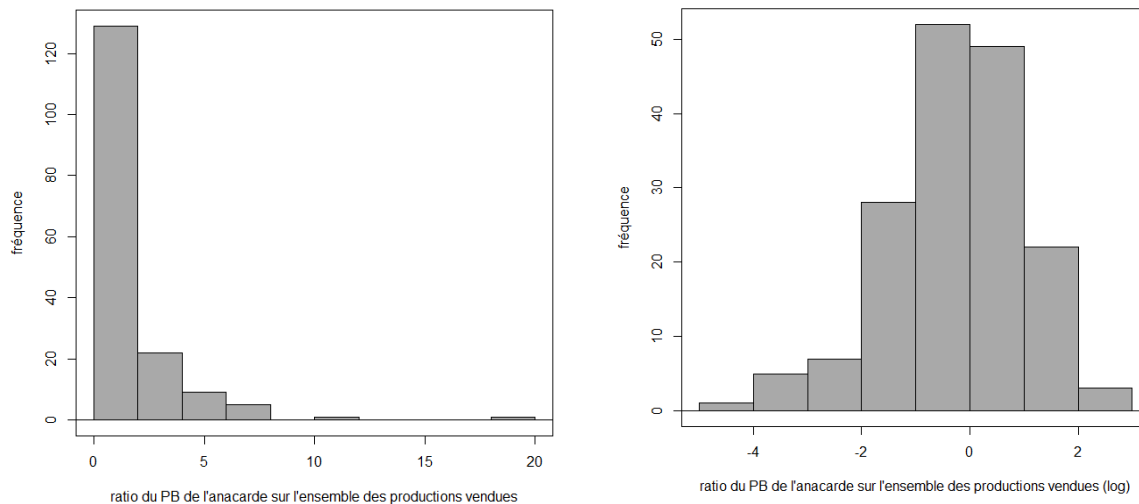 fréquence
120
100
80
60
40
20
0
0 5 10 15 20
ratio du PB de l'anacarde sur l'ensemble des productions vendues
fréquence
50
40
30
20
10
0
-4 -2 0 2
ratio du PB de l'anacarde sur l'ensemble des productions vendues (log)